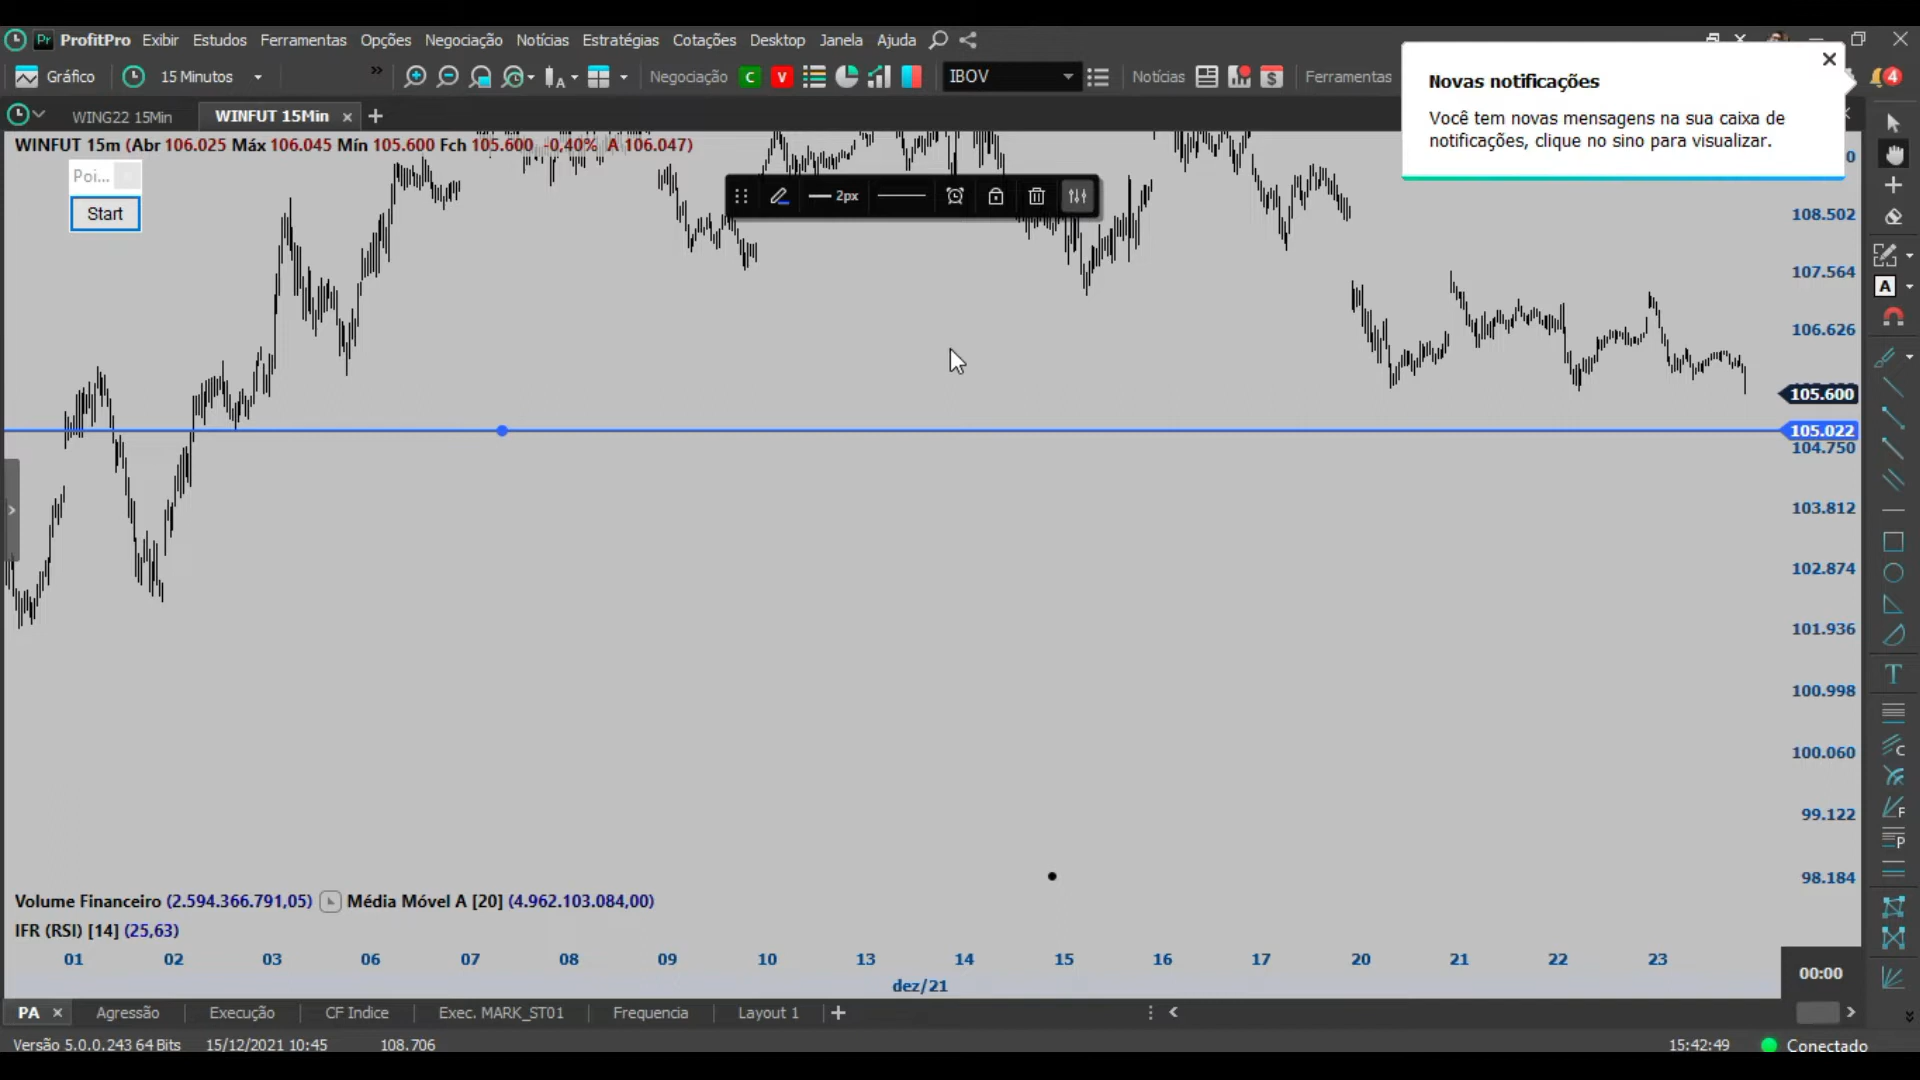 Pr ProfitPro Exibir Estudos Ferramentas Opções Negociação Notícias Estratégias Cotações Desktop Janela Ajuda
Gráfico 15 Minutos » A Negociação C V IBOV Notícias $ Ferramentas
4
Novas notificações
Você tem novas mensagens na sua caixa de
notificações, clique no sino para visualizar.
WING22 15Min WINFUT 15Min
WINFUT 15m (Abr 106.025 Máx 106.045 Mín 105.600 Fch 105.600 -0,40% A 106.047)
Poi...
Start
2px
0
108.502
107.564
106.626
105.600
105.022
104.750
103.812
102.874
101.936
100.998
100.060
99.122
98.184
A
T
C
F
P
Volume Financeiro (2.594.366.791,05) Média Móvel A [20] (4.962.103.084,00)
IFR (RSI) [14] (25,63)
01 02 03 06 07 08 09 10 13 14 15 16 17 20 21 22 23
dez/21
00:00
PA Agressão Execução CF Indice Exec. MARK_ST01 Frequencia Layout 1
Versão 5.0.0.243 64 Bits 15/12/2021 10:45 108.706 15:42:49 Conectado